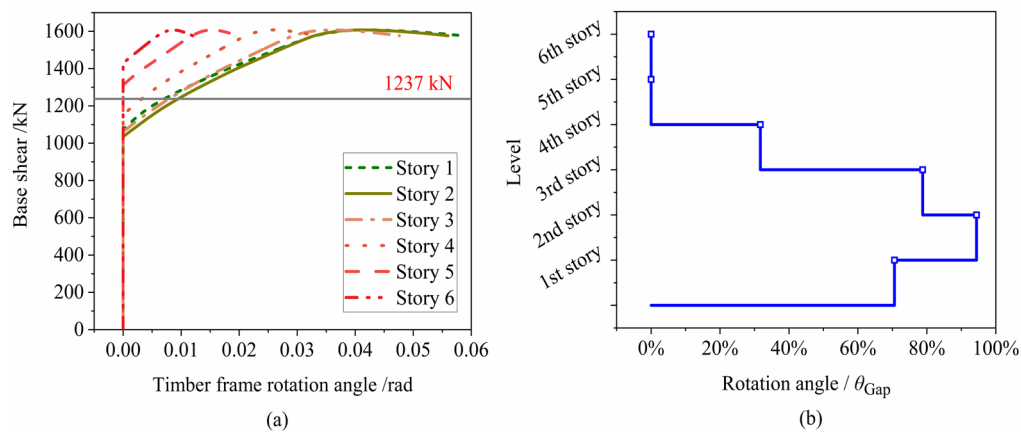 1600
1400
1200
1000
800
600
400
200
0
Base shear /kN
1237 kN
Story 1
Story 2
Story 3
Story 4
Story 5
Story 6
0.00 0.01 0.02 0.03 0.04 0.05 0.06
Timber frame rotation angle /rad
(a)
Level
6th story
5th story
4th story
3rd story
2nd story
1st story
0% 20% 40% 60% 80% 100%
Rotation angle / θGap
(b)